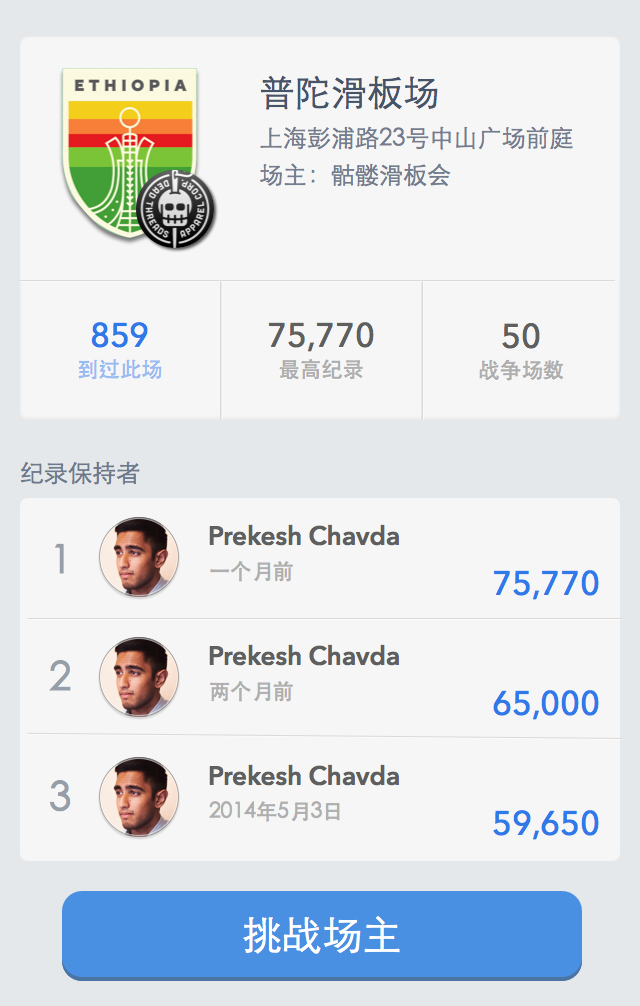 ETHIOPIA
DEAD THREADS APPAREL CORP
普陀滑板场
上海彭浦路23号中山广场前庭
场主：骷髅滑板会
859
到过此场
75,770
最高纪录
50
战争场数
纪录保持者
1
Prekesh Chavda
一个月前
75,770
2
Prekesh Chavda
两个月前
65,000
3
Prekesh Chavda
2014年5月3日
59,650
挑战场主